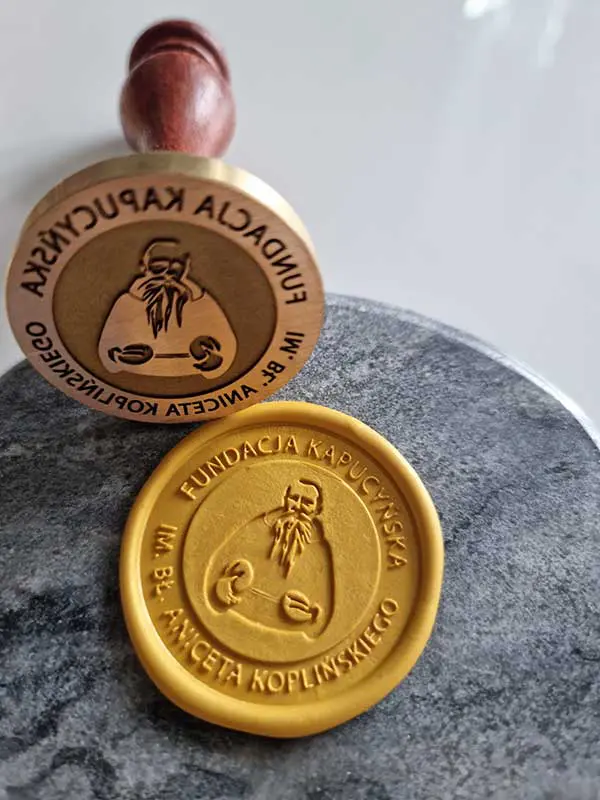 FUNDACJA KAPUCYŃSKA
IM. BŁ. ANICETA KOPLIŃSKIEGO
FUNDACJA KAPUCYŃSKA
IM. BŁ. ANICETA KOPLIŃSKIEGO